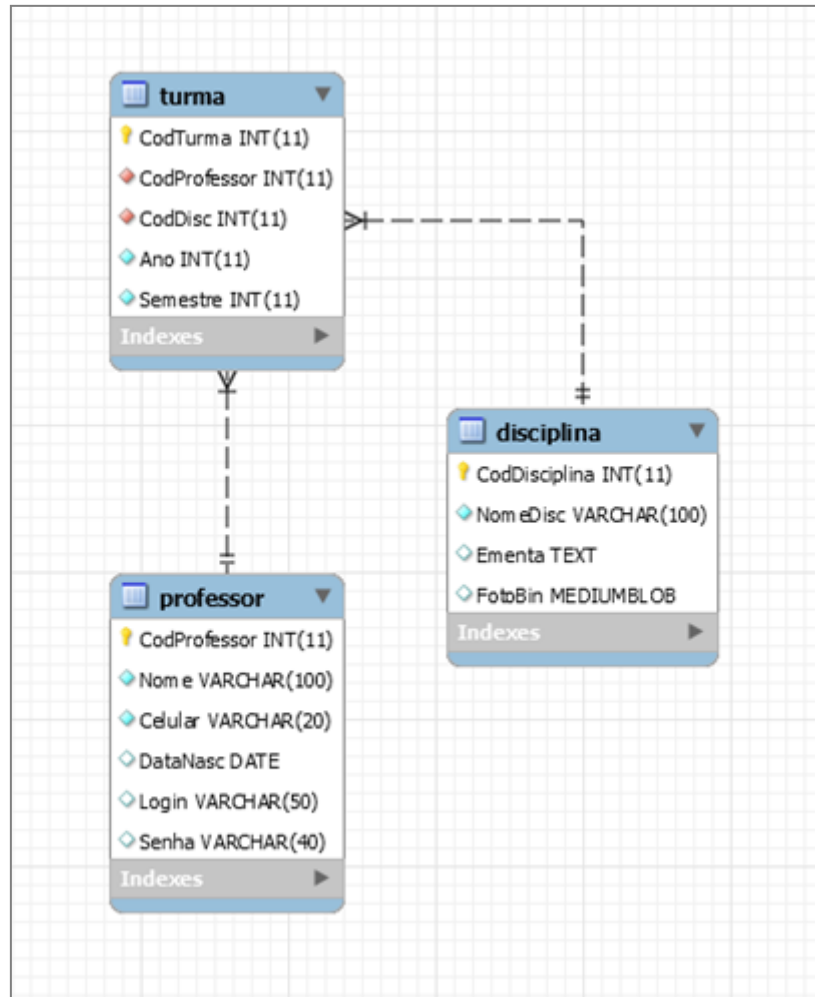 turma
CodTurma INT(11)
CodProfessor INT(11)
CodDisc INT(11)
Ano INT(11)
Semestre INT(11)
Indexes
disciplina
CodDisciplina INT(11)
NomeDisc VARCHAR(100)
Ementa TEXT
FotoBin MEDIUMBLOB
Indexes
professor
CodProfessor INT(11)
Nome VARCHAR(100)
Celular VARCHAR(20)
DataNasc DATE
Login VARCHAR(50)
Senha VARCHAR(40)
Indexes